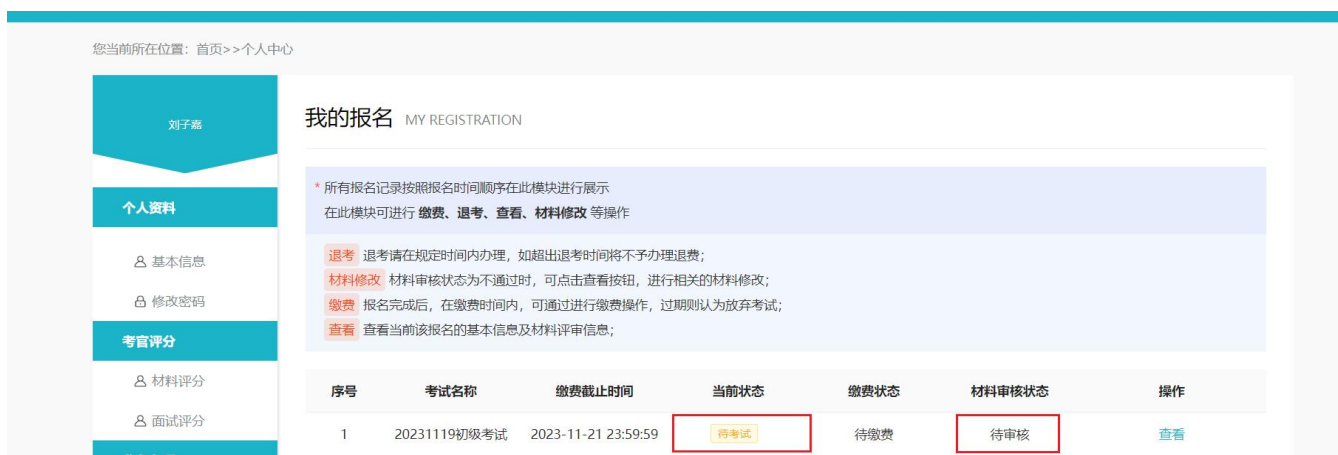 您当前所在位置：首页>>个人中心
刘子嘉
我的报名 MY REGISTRATION
* 所有报名记录按照报名时间顺序在此模块进行展示
在此模块可进行 缴费、退考、查看、材料修改 等操作
个人资料
退考 退考请在规定时间内办理，如超出退考时间将不予办理退费；
基本信息
材料修改 材料审核状态为不通过时，可点击查看按钮，进行相关的材料修改；
修改密码
缴费 报名完成后，在缴费时间内，可通过进行缴费操作，过期则认为放弃考试；
查看 查看当前该报名的基本信息及材料评审信息；
考官评分
材料评分
面试评分
序号 考试名称 缴费截止时间 当前状态 缴费状态 材料审核状态 操作
1 20231119初级考试 2023-11-21 23:59:59 待考试 待缴费 待审核 查看